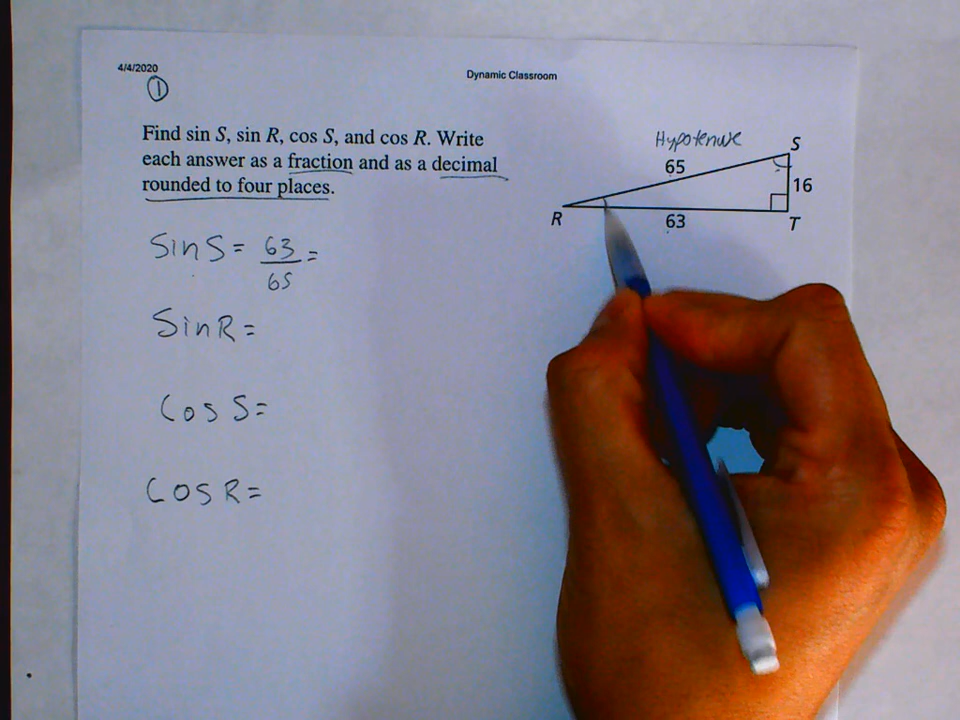 4/4/2020
Dynamic Classroom
1
Find sin S, sin R, cos S, and cos R. Write
each answer as a fraction and as a decimal
rounded to four places.
Hypotenuse
S
65
16
R
63
T
Sin S = 63/65 =
Sin R =
Cos S =
Cos R =